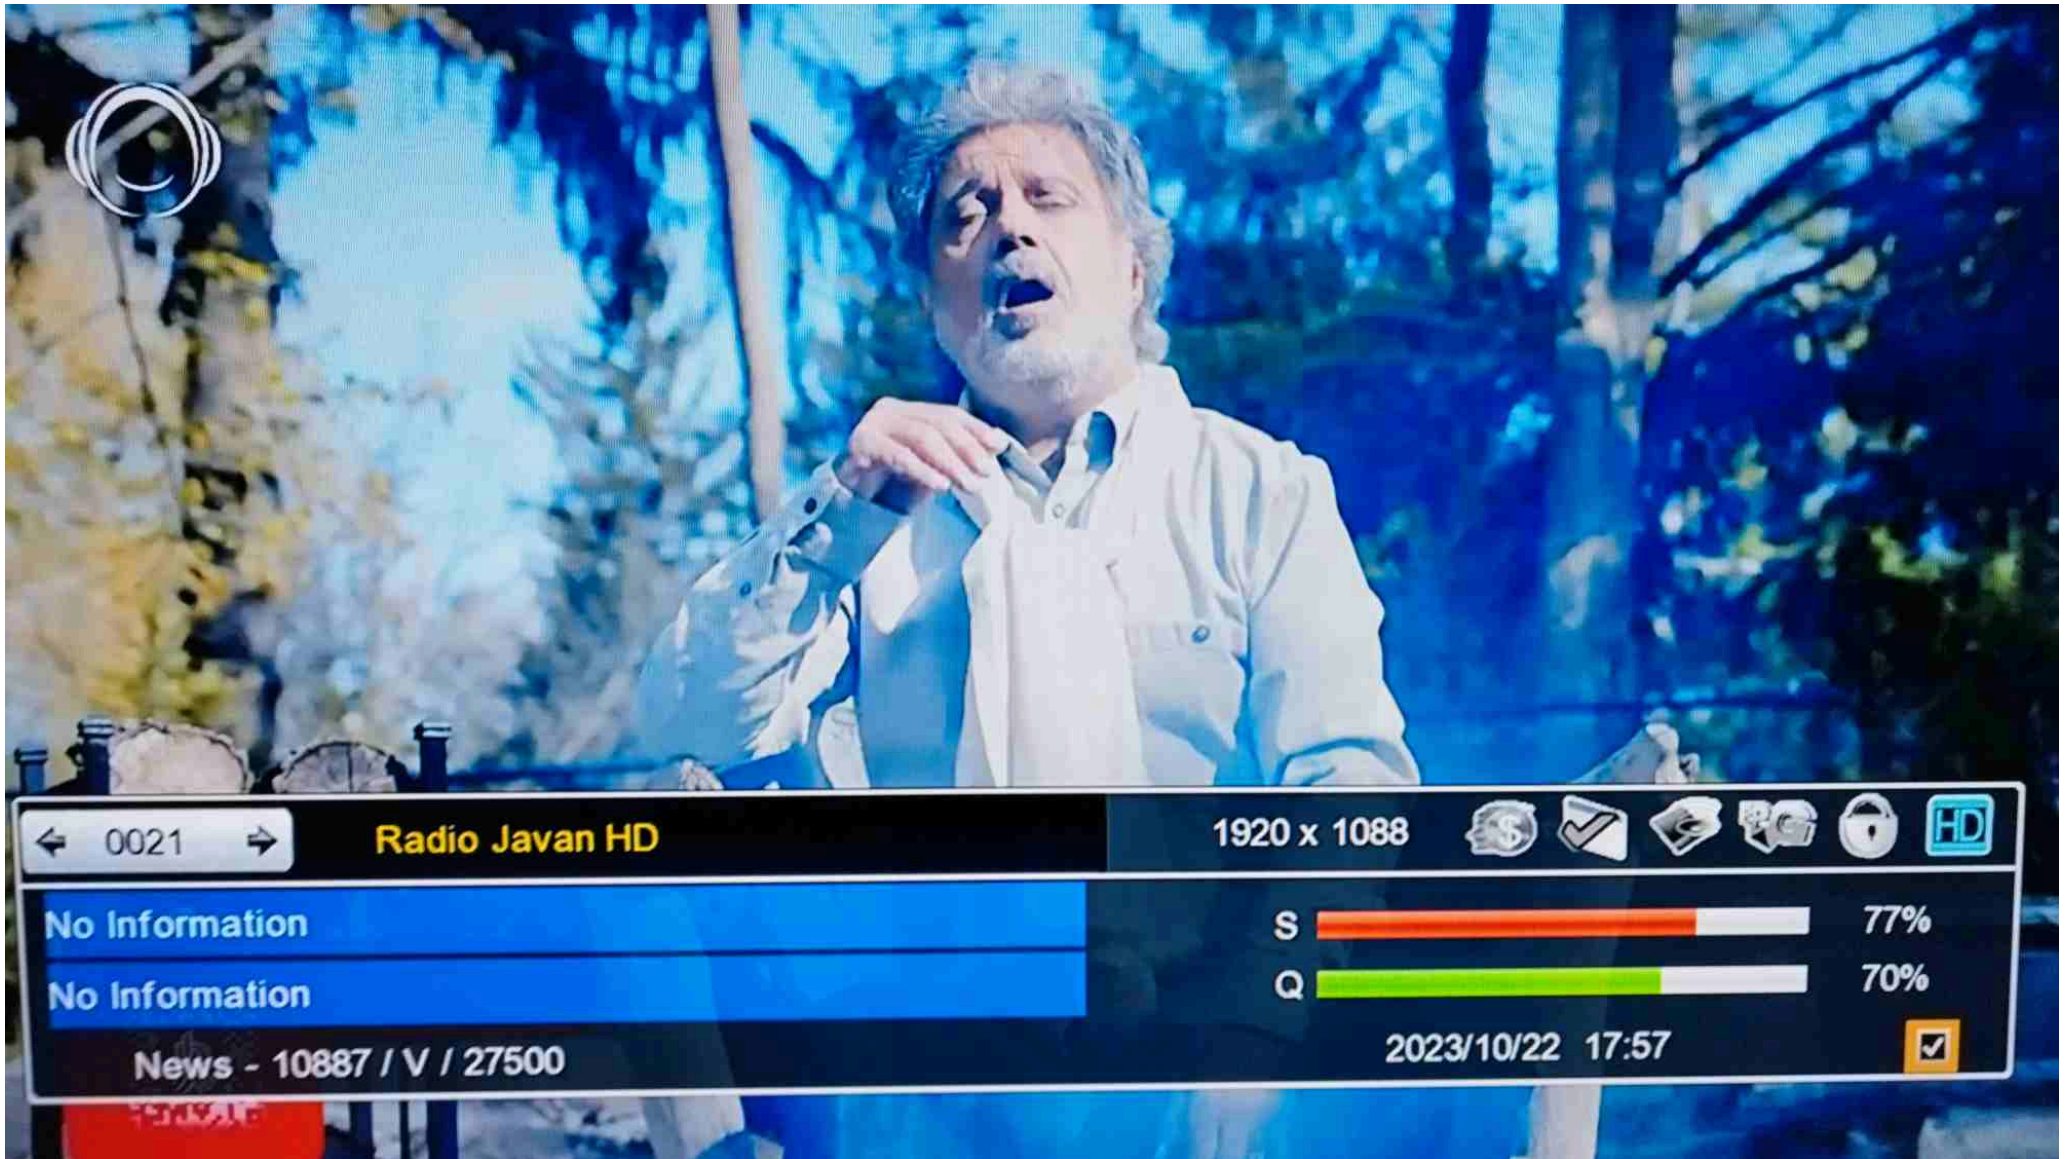 0021
Radio Javan HD
1920 x 1088
$
HD
No Information
S
77%
No Information
Q
70%
News - 10887 / V / 27500
2023/10/22 17:57